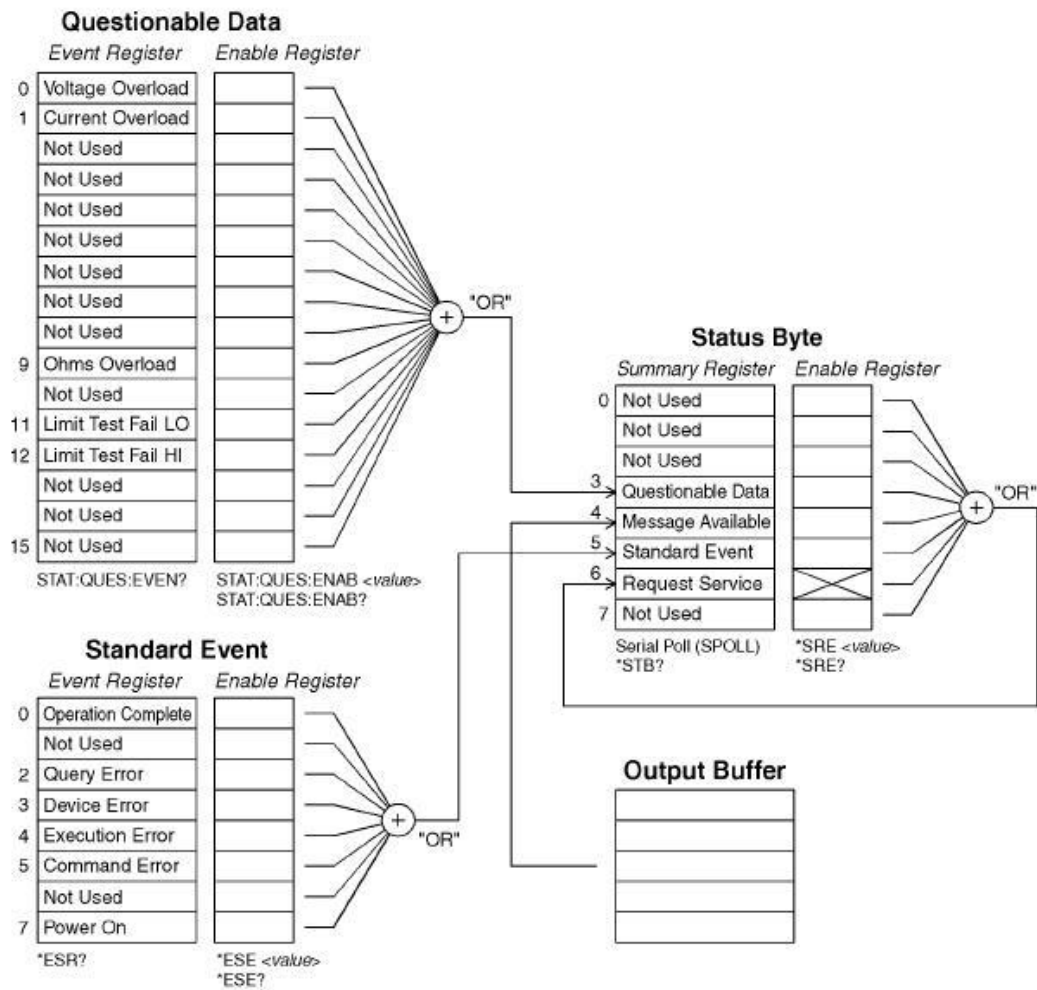 Questionable Data
Event Register Enable Register
0 Voltage Overload
1 Current Overload
Not Used
Not Used
Not Used
Not Used
Not Used
Not Used
Not Used
9 Ohms Overload
Not Used
11 Limit Test Fail LO
12 Limit Test Fail HI
Not Used
Not Used
15 Not Used
+ "OR"
STAT:QUES:EVEN? STAT:QUES:ENAB <value>
STAT:QUES:ENAB?
Standard Event
Event Register Enable Register
0 Operation Complete
Not Used
2 Query Error
3 Device Error
4 Execution Error
5 Command Error
Not Used
7 Power On
+ "OR"
*ESR? *ESE <value>
*ESE?
Status Byte
Summary Register Enable Register
0 Not Used
Not Used
Not Used
3 Questionable Data
4 Message Available
5 Standard Event
6 Request Service
7 Not Used
+ "OR"
Serial Poll (SPOLL) *SRE <value>
*STB? *SRE?
Output Buffer